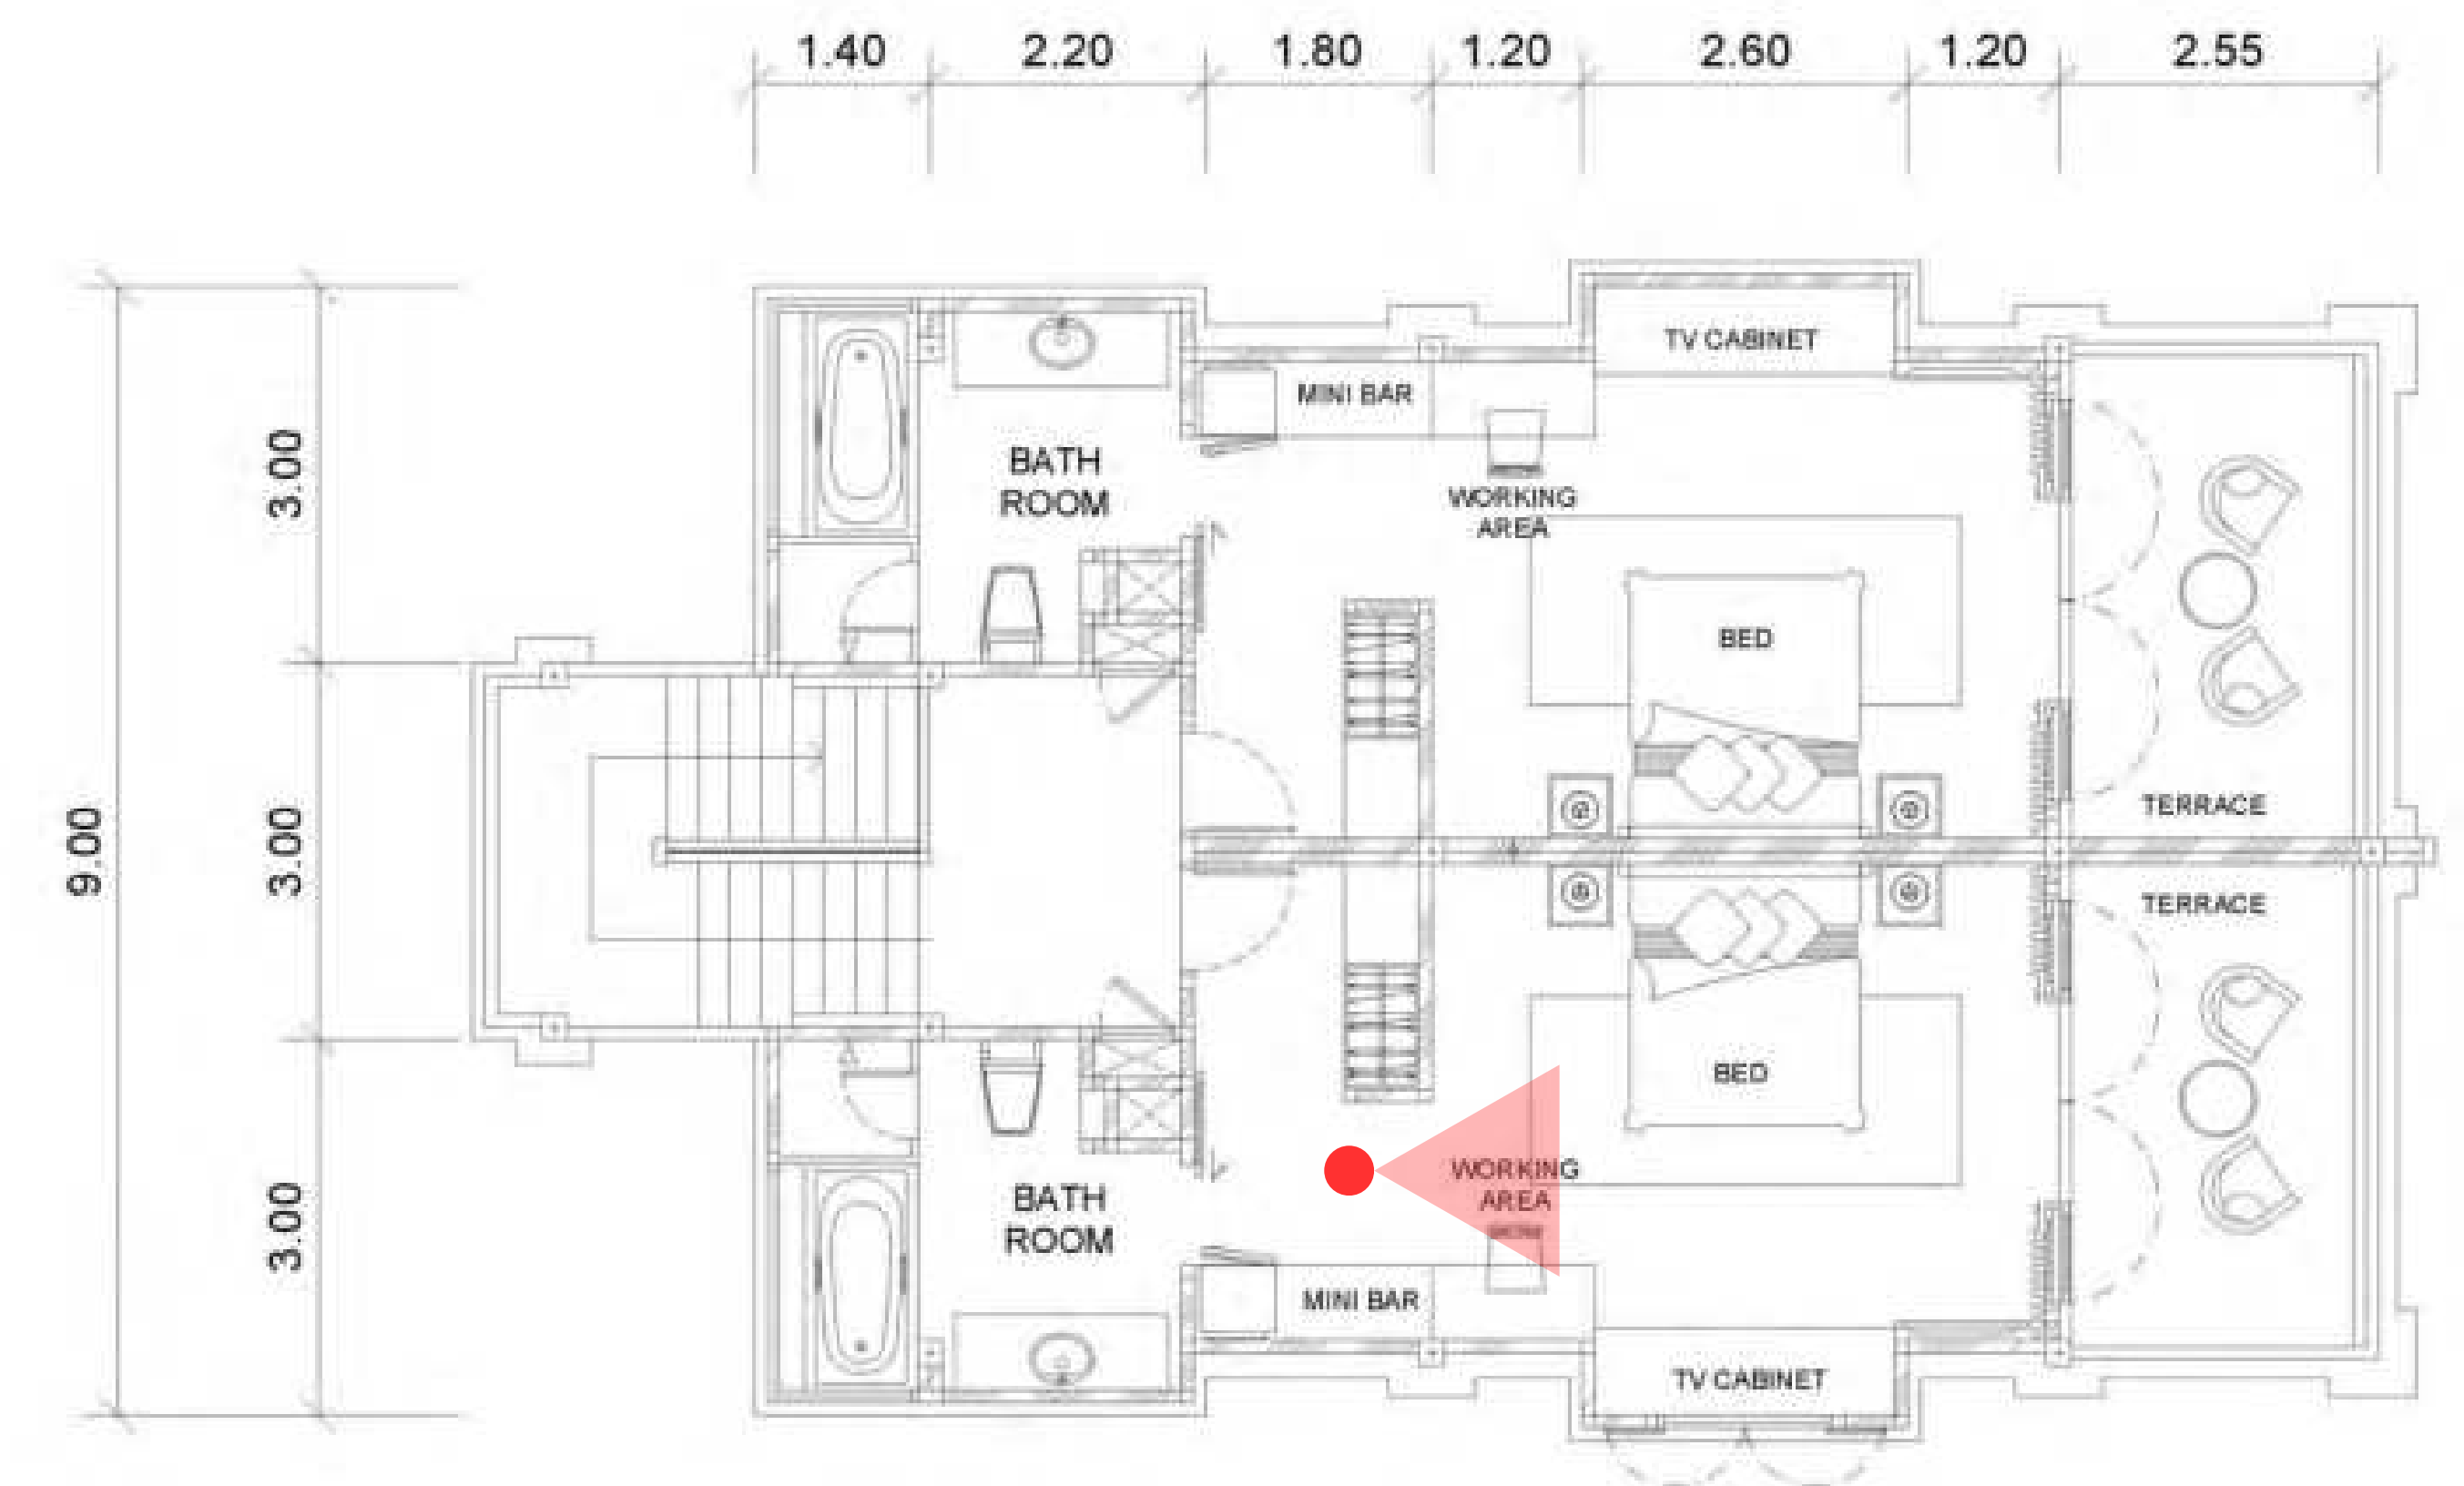 1.40 2.20 1.80 1.20 2.60 1.20 2.55
TV CABINET
MINI BAR
BATH
ROOM
WORKING
AREA
3.00
BED
TERRACE
9.00
3.00
TERRACE
BED
WORKING
AREA
BATH
ROOM
3.00
MINI BAR
TV CABINET